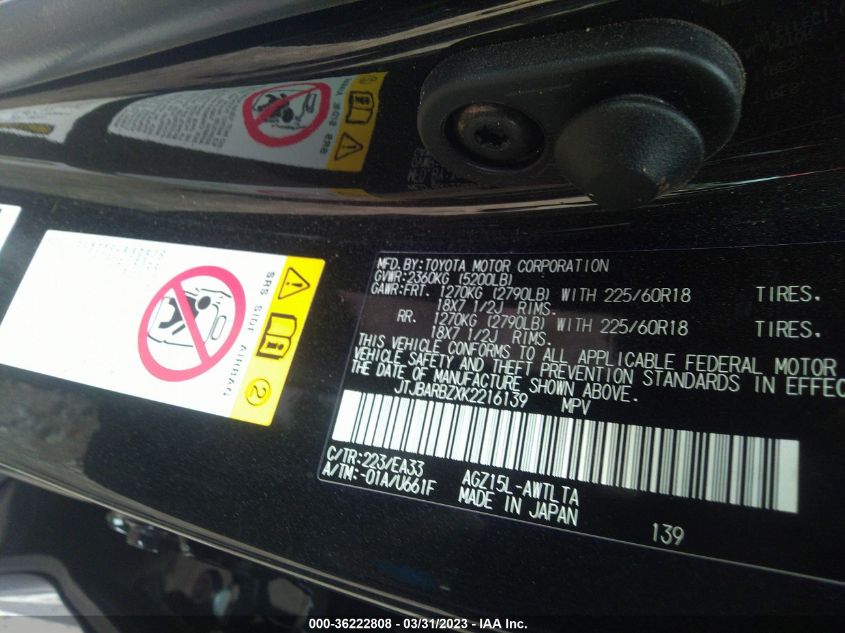 MFD.BY:TOYOTA MOTOR CORPORATION
GVWR:2360KG (5200LB)
GAWR:FRT. 1270KG (2790LB) WITH 225/60R18 TIRES.
18X7 1/2J RIMS.
RR. 1270KG (2790LB) WITH 225/60R18 TIRES.
18X7 1/2J RIMS.
THIS VEHICLE CONFORMS TO ALL APPLICABLE FEDERAL MOTOR
VEHICLE SAFETY AND THEFT PREVENTION STANDARDS IN EFFEC
THE DATE OF MANUFACTURE SHOWN ABOVE.
JTJBARBZXK2216139 MPV
C/TR:223/EA33
A/TM:-01A/U661F
AGZ15L-AWTLTA
MADE IN JAPAN
139
SRS SIDE AIRBAG
2
000-36222808 - 03/31/2023 - IAA Inc.